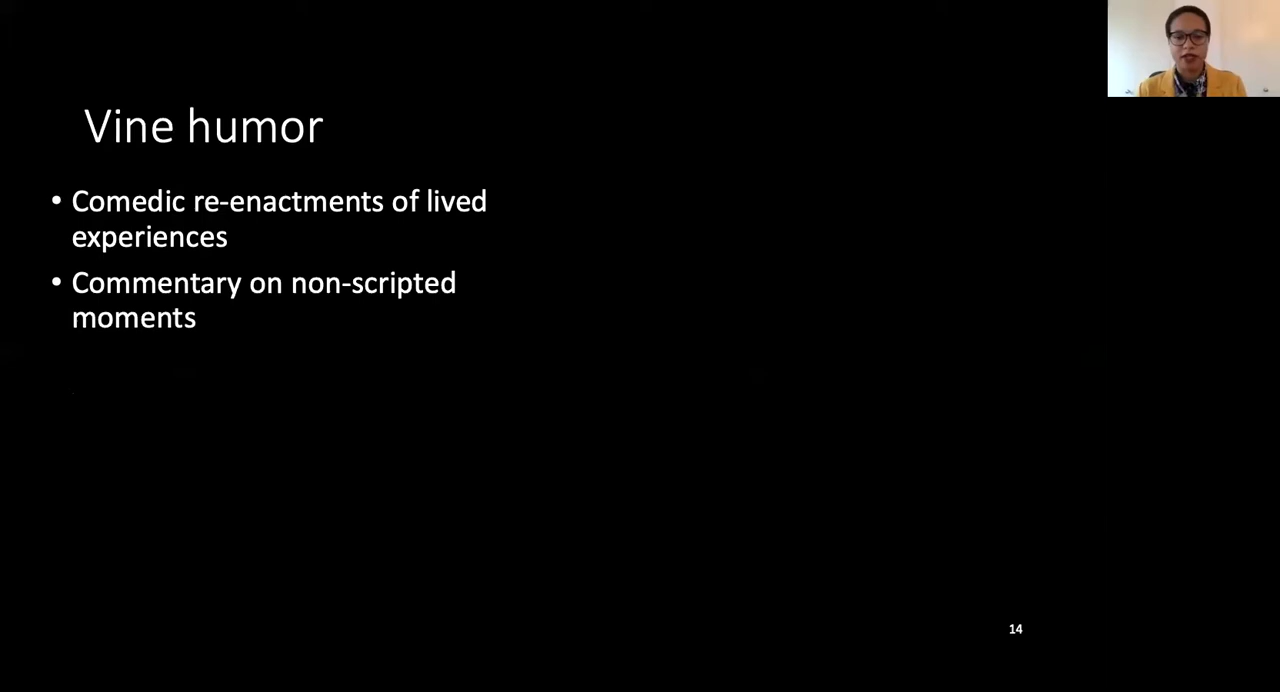 Vine humor
• Comedic re-enactments of lived
experiences
• Commentary on non-scripted
moments
14